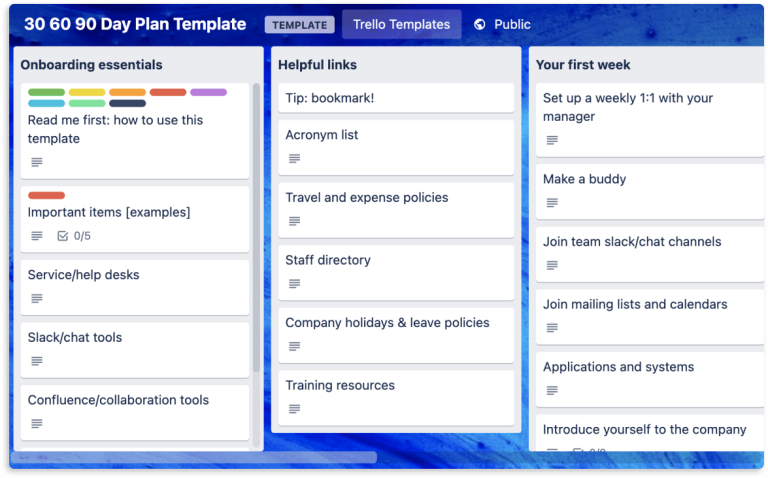 30 60 90 Day Plan Template
TEMPLATE
Trello Templates
Public
Onboarding essentials
Read me first: how to use this
template
Important items [examples]
0/5
Service/help desks
Slack/chat tools
Confluence/collaboration tools
Helpful links
Tip: bookmark!
Acronym list
Travel and expense policies
Staff directory
Company holidays & leave policies
Training resources
Your first week
Set up a weekly 1:1 with your
manager
Make a buddy
Join team slack/chat channels
Join mailing lists and calendars
Applications and systems
Introduce yourself to the company